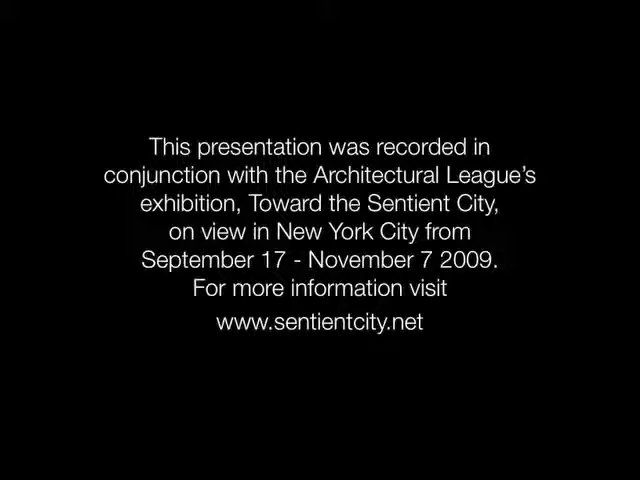 This presentation was recorded in
conjunction with the Architectural League's
exhibition, Toward the Sentient City,
on view in New York City from
September 17 - November 7 2009.
For more information visit
www.sentientcity.net